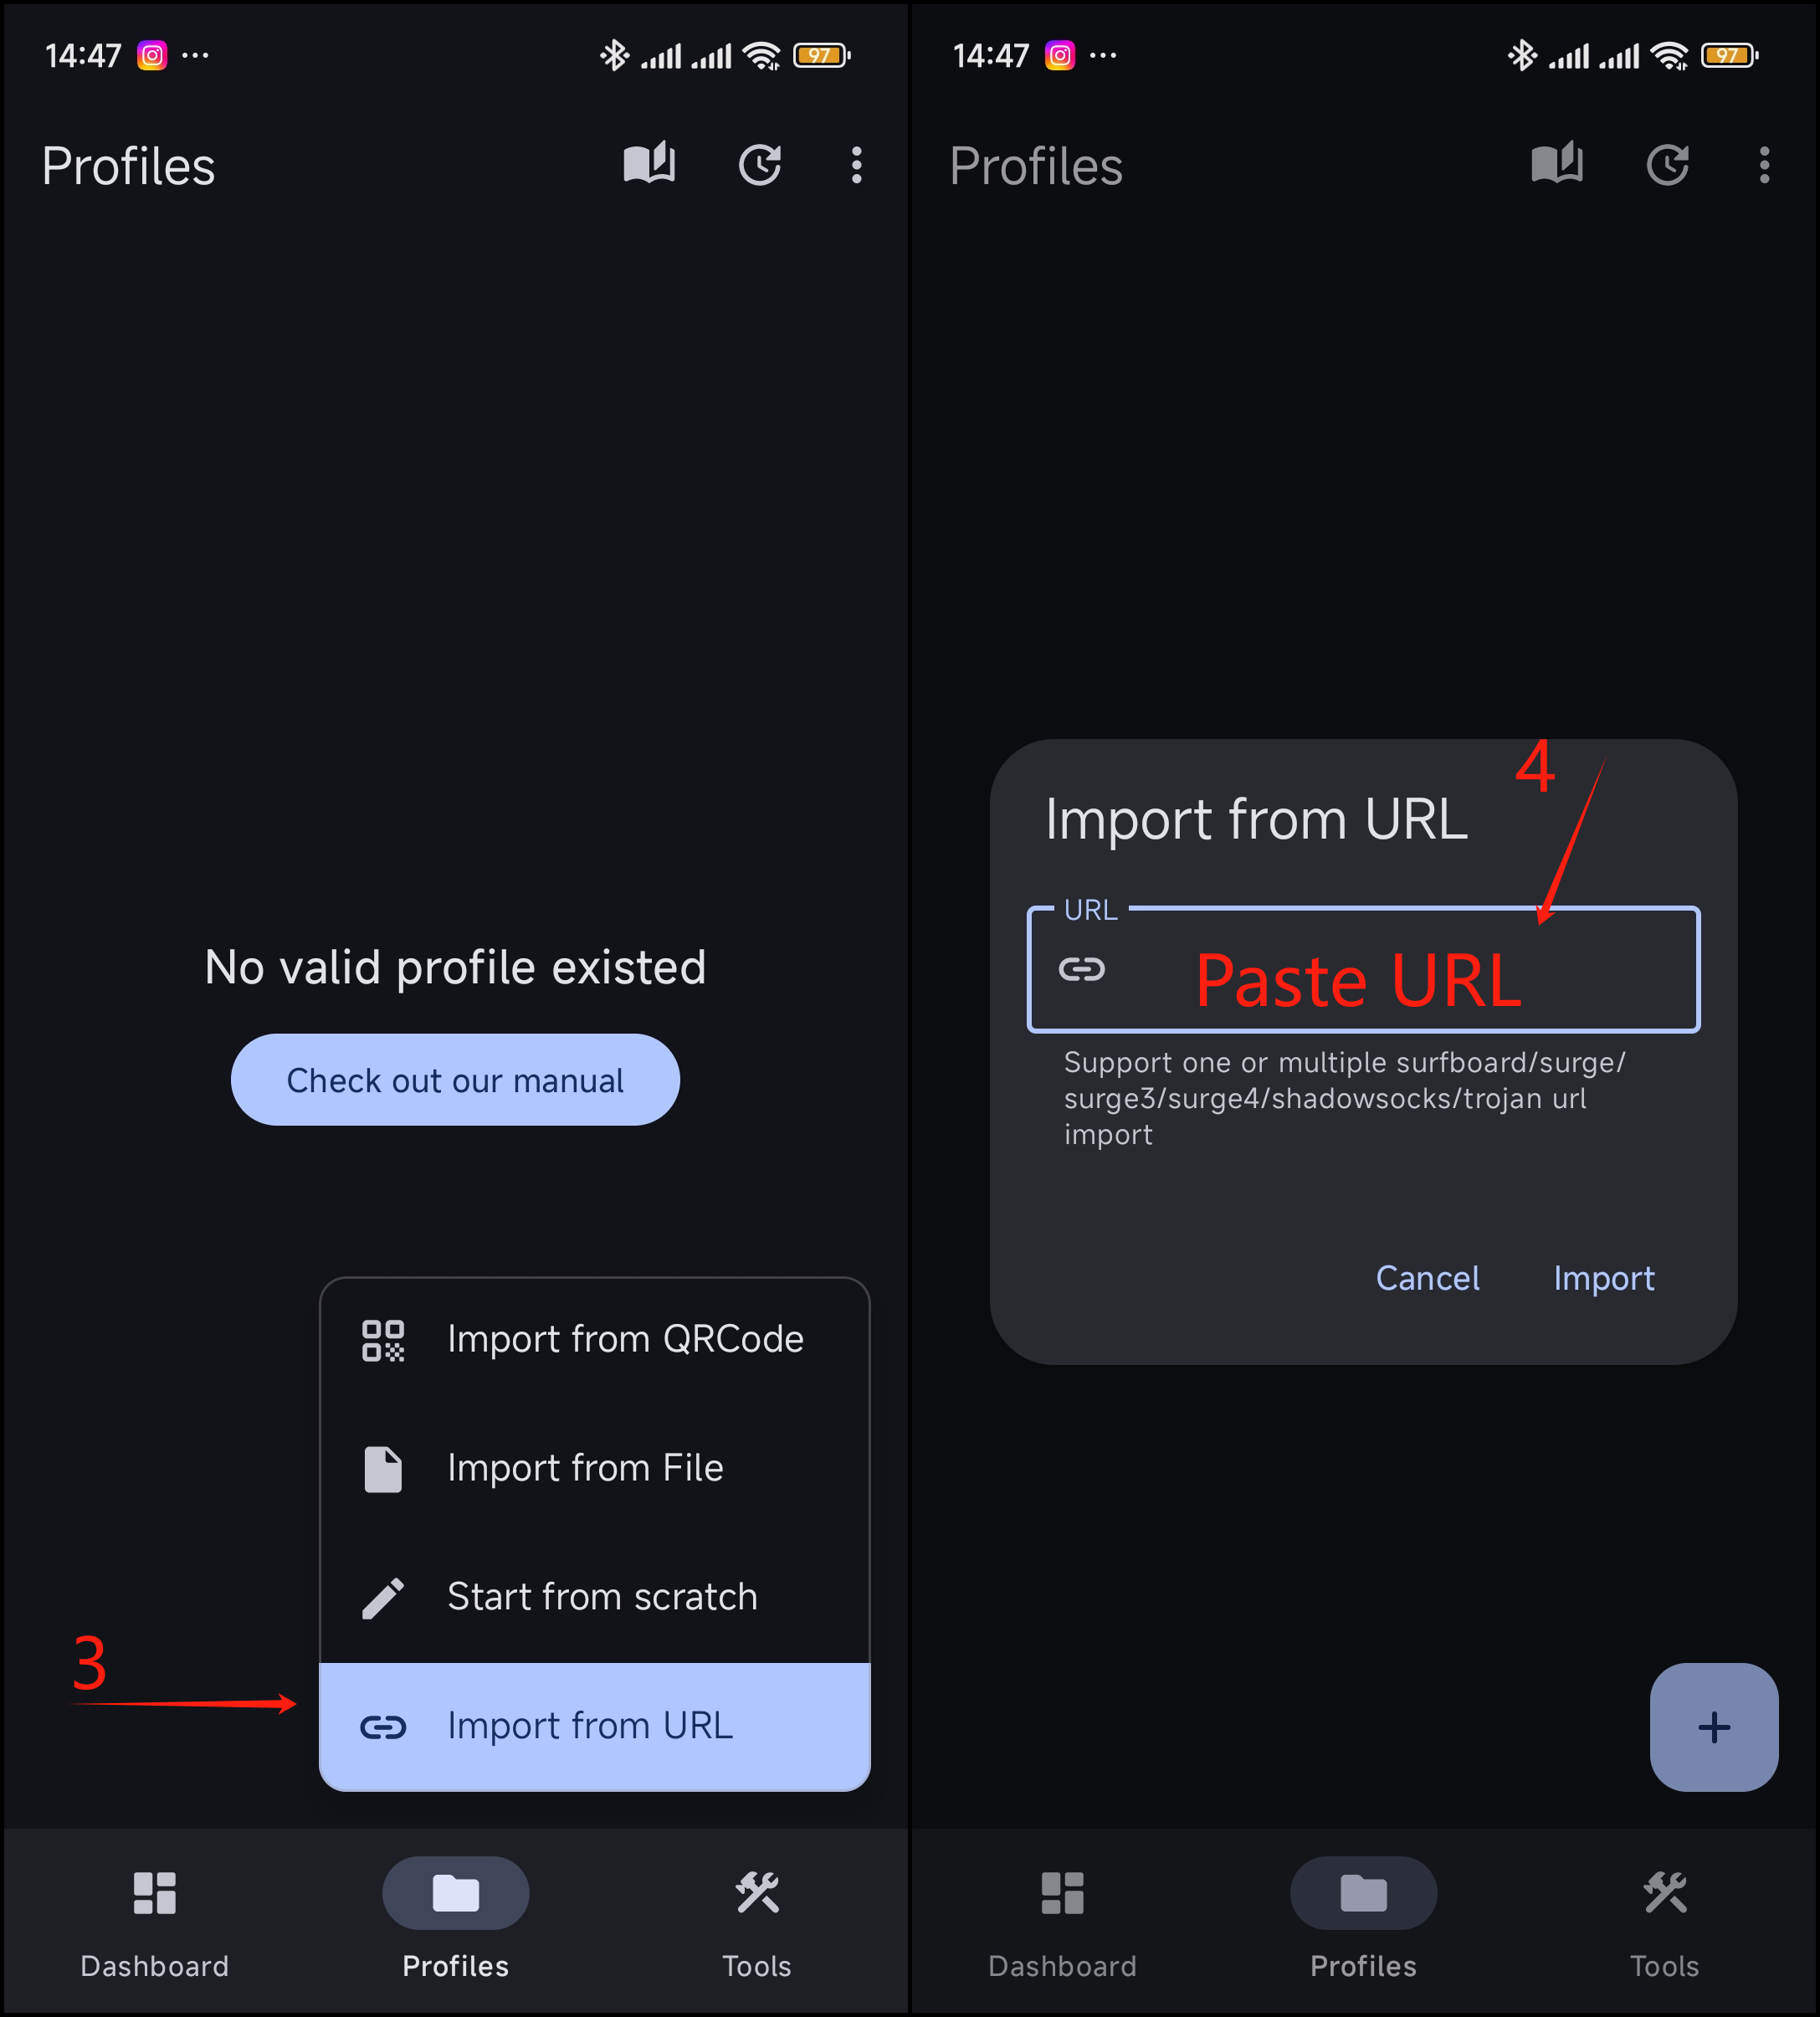 14:47
97
Profiles
No valid profile existed
Check out our manual
Import from QRCode
Import from File
Start from scratch
3
Import from URL
Dashboard
Profiles
Tools
14:47
97
Profiles
4
Import from URL
URL
Paste URL
Support one or multiple surfboard/surge/
surge3/surge4/shadowsocks/trojan url
import
Cancel
Import
Dashboard
Profiles
Tools